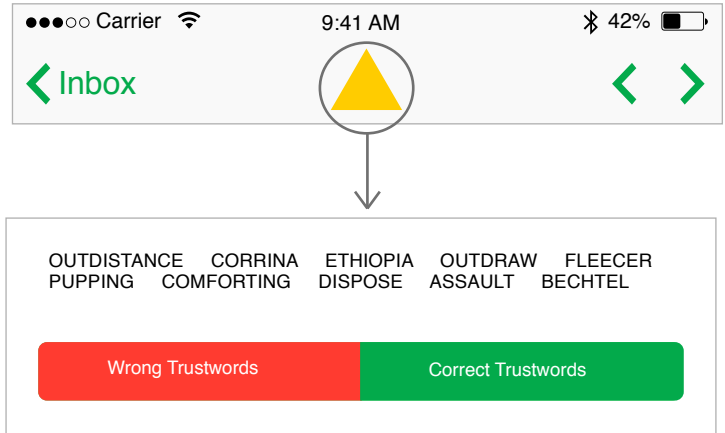 Carrier 9:41 AM 42%
Inbox
OUTDISTANCE CORRINA ETHIOPIA OUTDRAW FLEECER
PUPPING COMFORTING DISPOSE ASSAULT BECHTEL
Wrong Trustwords Correct Trustwords